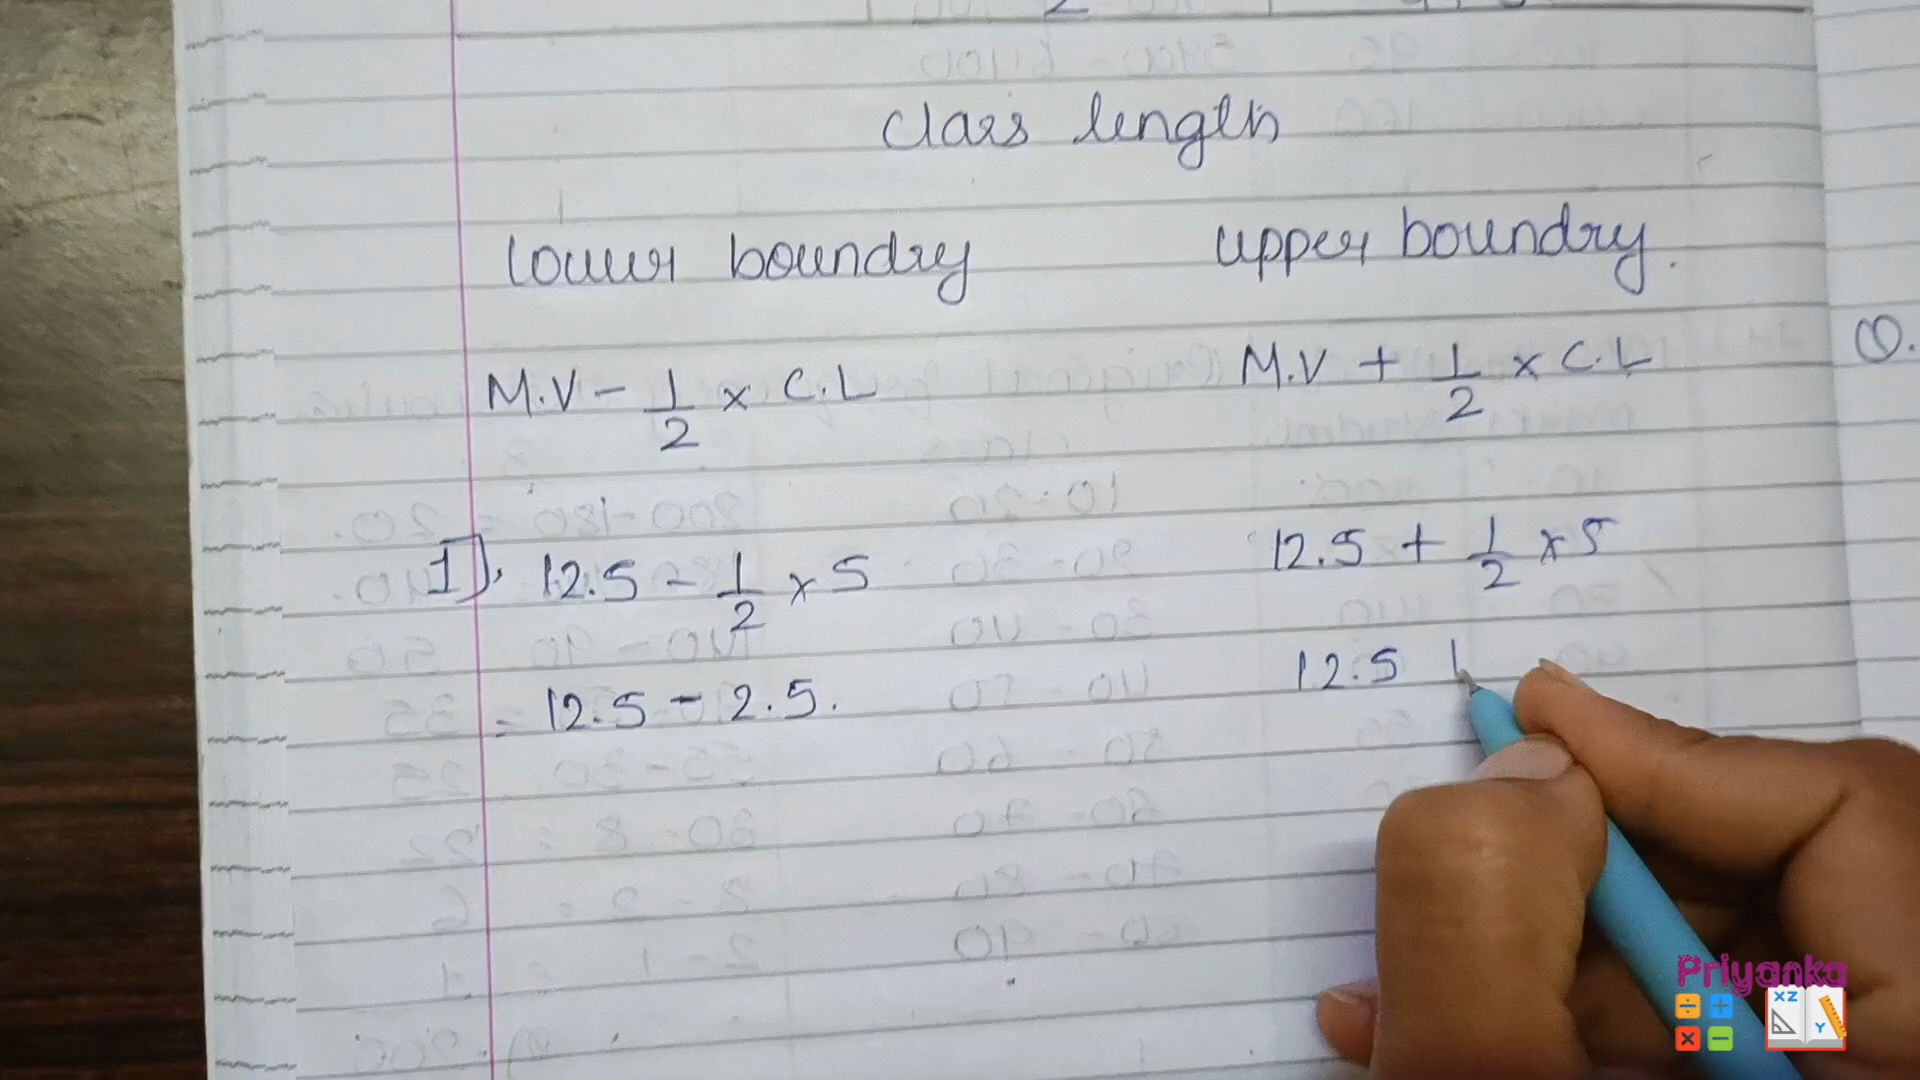 class length
lower boundry upper boundry.
M.V - 1/2 x C.L M.V + 1/2 x C.L
Q.
1). 12.5 - 1/2 x 5 12.5 + 1/2 x 5
= 12.5 - 2.5. 12.5
Priyanka
XZ
Y